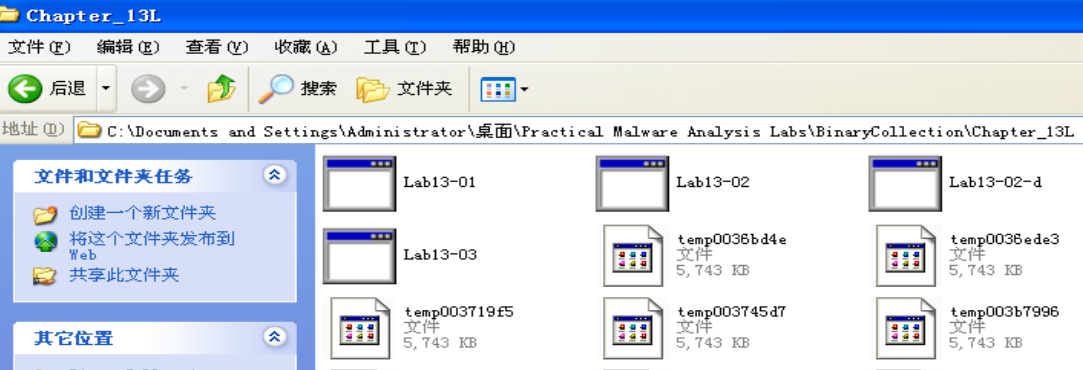 Chapter_13L
文件(F) 编辑(E) 查看(V) 收藏(A) 工具(T) 帮助(H)
后退 搜索 文件夹
地址(D) C:\Documents and Settings\Administrator\桌面\Practical Malware Analysis Labs\BinaryCollection\Chapter_13L
文件和文件夹任务
创建一个新文件夹
将这个文件夹发布到
Web
共享此文件夹
其它位置
Lab13-01
Lab13-02
Lab13-02-d
Lab13-03
temp0036bd4e
文件
5,743 KB
temp0036ede3
文件
5,743 KB
temp003719f5
文件
5,743 KB
temp003745d7
文件
5,743 KB
temp003b7996
文件
5,743 KB